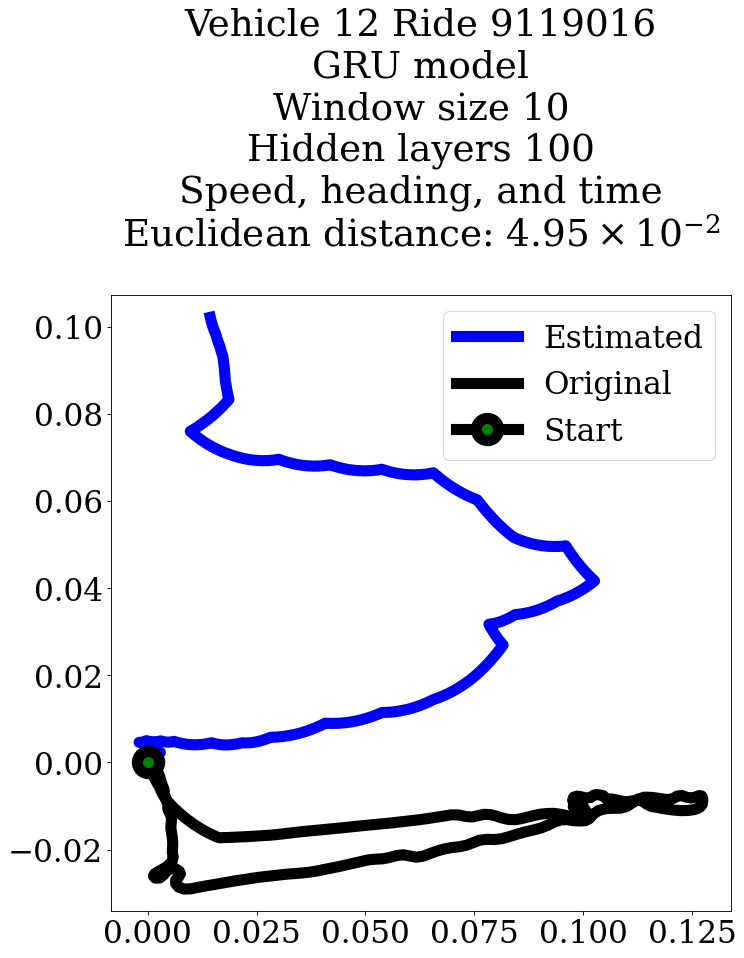 Vehicle 12 Ride 9119016
GRU model
Window size 10
Hidden layers 100
Speed, heading, and time
Euclidean distance: 4.95 × 10⁻²
Estimated
Original
Start
0.10
0.08
0.06
0.04
0.02
0.00
−0.02
0.000 0.025 0.050 0.075 0.100 0.125